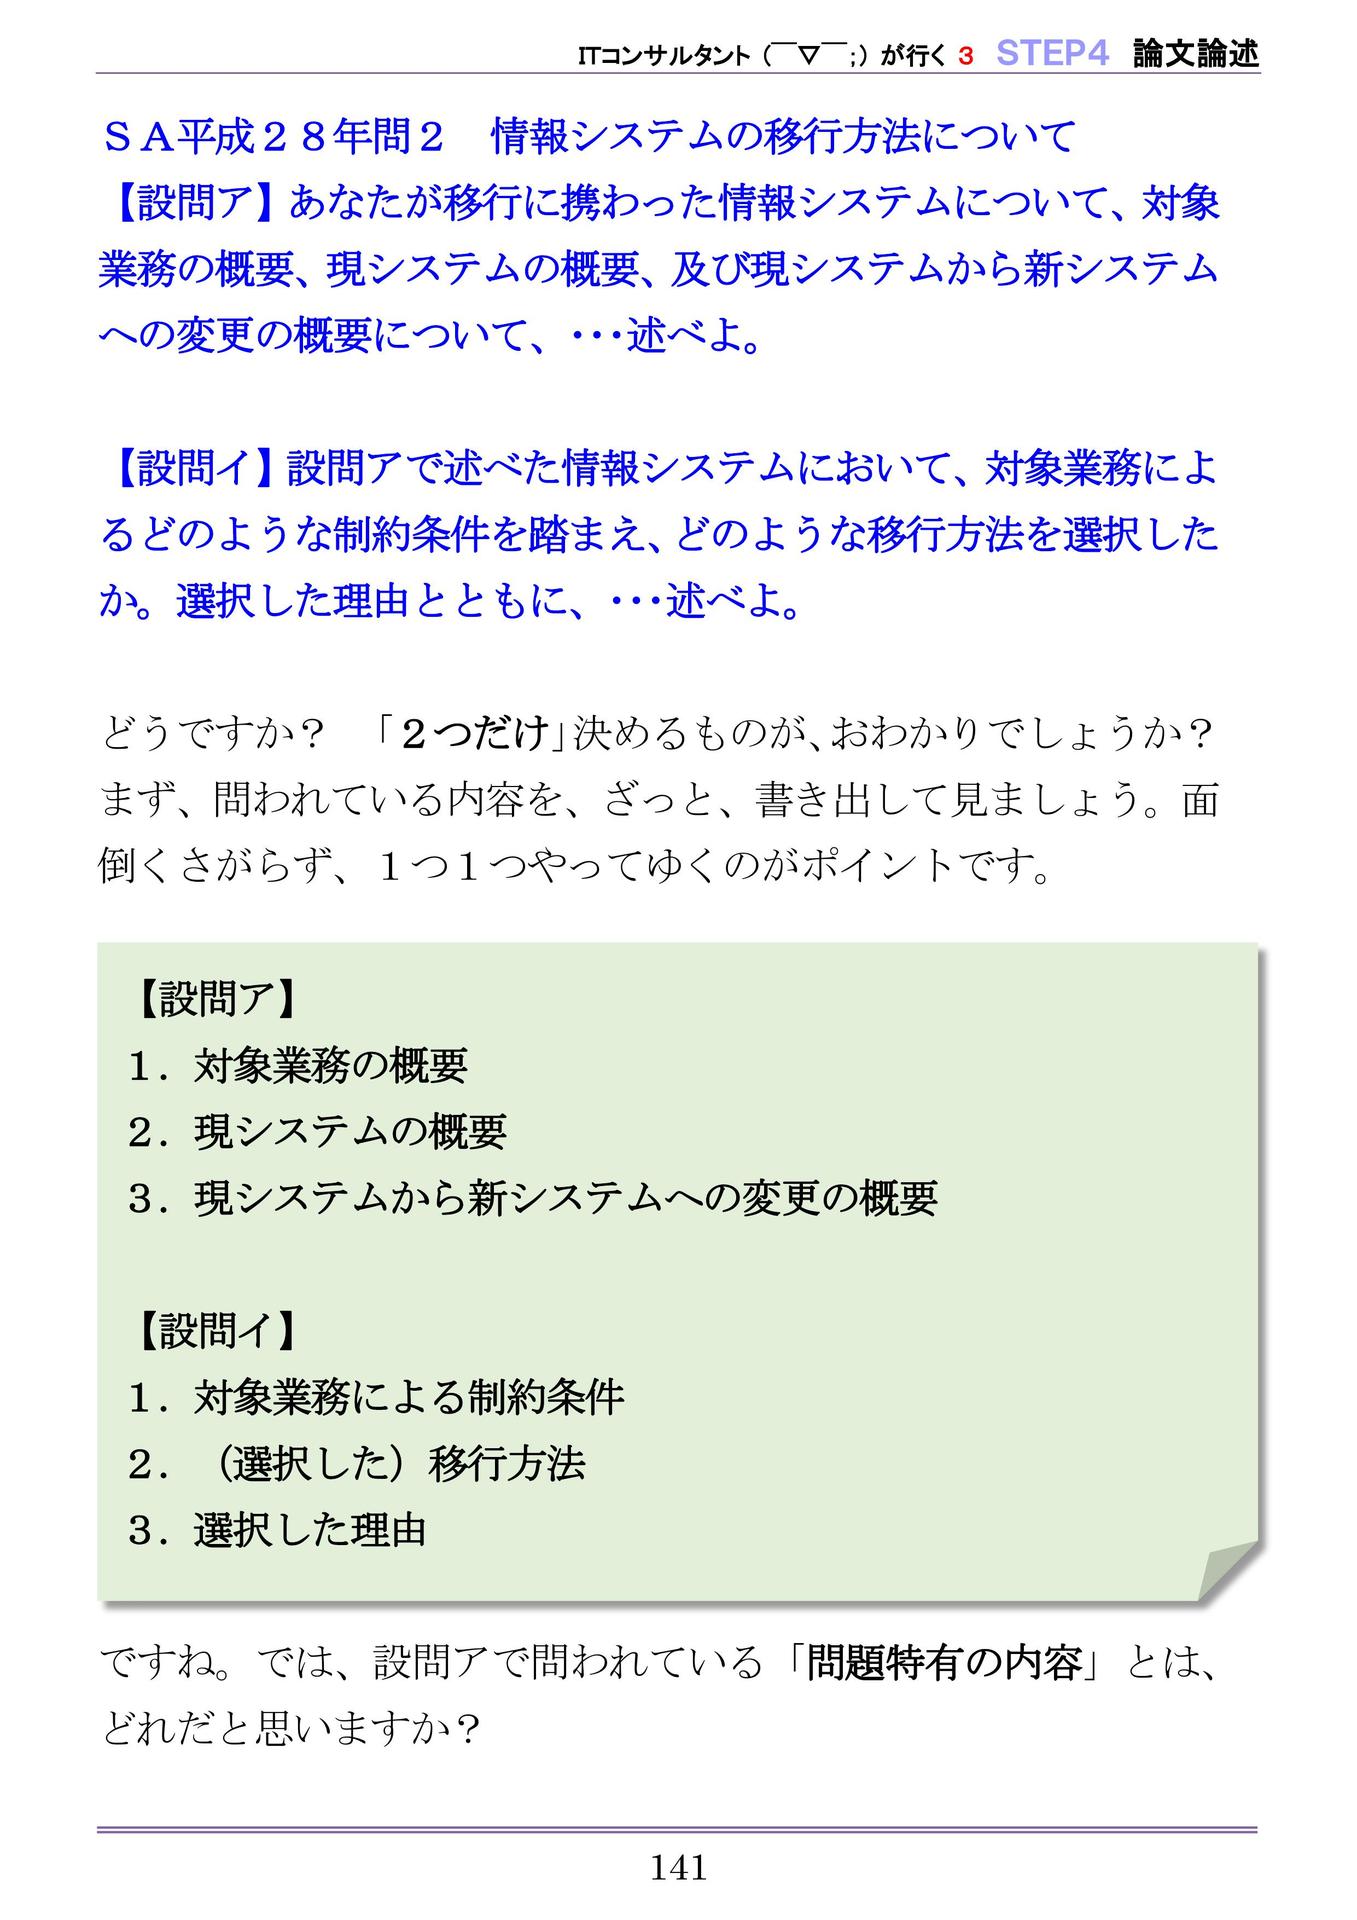 ITコンサルタント（￣▽￣;）が行く 3 STEP4 論文論述
ＳＡ平成２８年問２　情報システムの移行方法について
【設問ア】あなたが移行に携わった情報システムについて、対象
業務の概要、現システムの概要、及び現システムから新システム
への変更の概要について、･･･述べよ。
【設問イ】設問アで述べた情報システムにおいて、対象業務によ
るどのような制約条件を踏まえ、どのような移行方法を選択した
か。選択した理由とともに、･･･述べよ。
どうですか？　「２つだけ」決めるものが、おわかりでしょうか？
まず、問われている内容を、ざっと、書き出して見ましょう。面
倒くさがらず、１つ１つやってゆくのがポイントです。
【設問ア】
１．対象業務の概要
２．現システムの概要
３．現システムから新システムへの変更の概要
【設問イ】
１．対象業務による制約条件
２．（選択した）移行方法
３．選択した理由
ですね。では、設問アで問われている「問題特有の内容」とは、
どれだと思いますか？
141